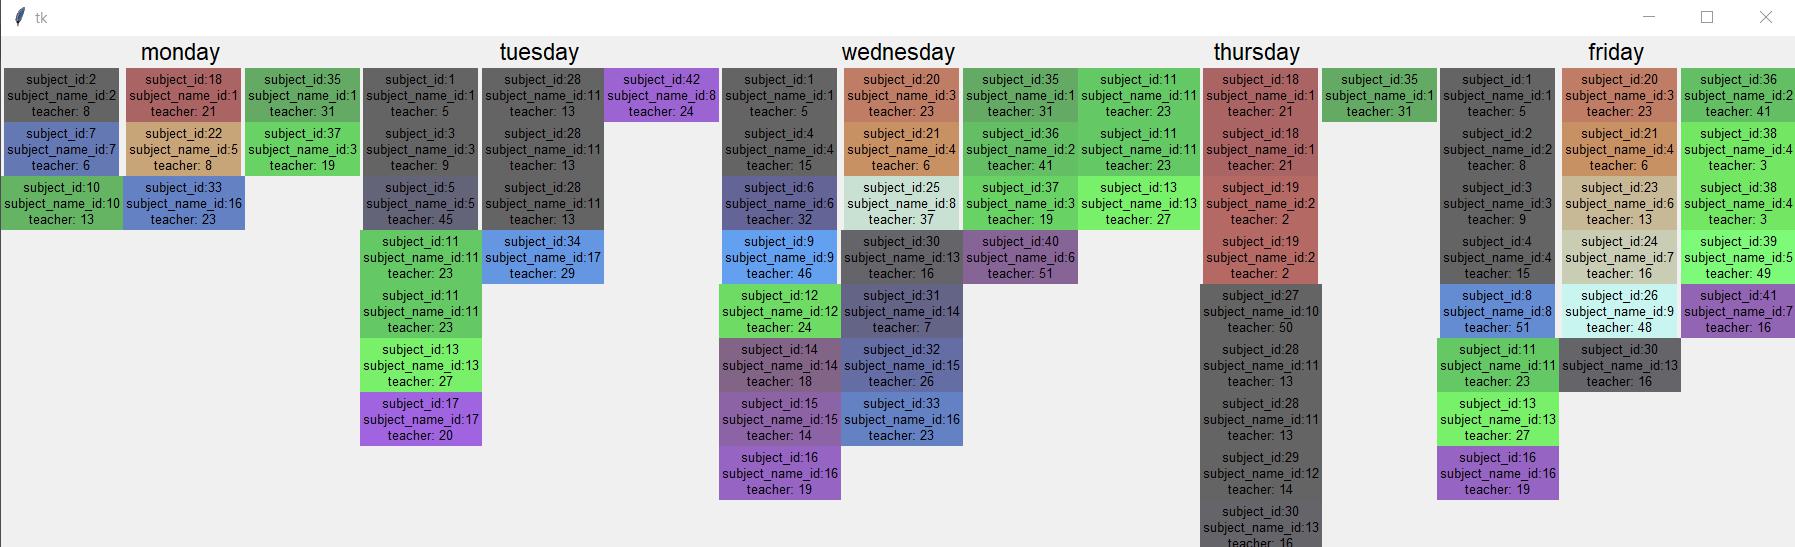 tk
monday
subject_id:2
subject_name_id:2
teacher: 8
subject_id:7
subject_name_id:7
teacher: 6
subject_id:10
subject_name_id:10
teacher: 13
subject_id:18
subject_name_id:1
teacher: 21
subject_id:22
subject_name_id:5
teacher: 8
subject_id:33
subject_name_id:16
teacher: 23
subject_id:35
subject_name_id:1
teacher: 31
subject_id:37
subject_name_id:3
teacher: 19
tuesday
subject_id:1
subject_name_id:1
teacher: 5
subject_id:3
subject_name_id:3
teacher: 9
subject_id:5
subject_name_id:5
teacher: 45
subject_id:11
subject_name_id:11
teacher: 23
subject_id:11
subject_name_id:11
teacher: 23
subject_id:13
subject_name_id:13
teacher: 27
subject_id:17
subject_name_id:17
teacher: 20
subject_id:28
subject_name_id:11
teacher: 13
subject_id:28
subject_name_id:11
teacher: 13
subject_id:28
subject_name_id:11
teacher: 13
subject_id:34
subject_name_id:17
teacher: 29
subject_id:42
subject_name_id:8
teacher: 24
wednesday
subject_id:1
subject_name_id:1
teacher: 5
subject_id:4
subject_name_id:4
teacher: 15
subject_id:6
subject_name_id:6
teacher: 32
subject_id:9
subject_name_id:9
teacher: 46
subject_id:12
subject_name_id:12
teacher: 24
subject_id:14
subject_name_id:14
teacher: 18
subject_id:15
subject_name_id:15
teacher: 14
subject_id:16
subject_name_id:16
teacher: 19
subject_id:20
subject_name_id:3
teacher: 23
subject_id:21
subject_name_id:4
teacher: 6
subject_id:25
subject_name_id:8
teacher: 37
subject_id:30
subject_name_id:13
teacher: 16
subject_id:31
subject_name_id:14
teacher: 7
subject_id:32
subject_name_id:15
teacher: 26
subject_id:33
subject_name_id:16
teacher: 23
subject_id:35
subject_name_id:1
teacher: 31
subject_id:36
subject_name_id:2
teacher: 41
subject_id:37
subject_name_id:3
teacher: 19
subject_id:40
subject_name_id:6
teacher: 51
thursday
subject_id:11
subject_name_id:11
teacher: 23
subject_id:11
subject_name_id:11
teacher: 23
subject_id:13
subject_name_id:13
teacher: 27
subject_id:18
subject_name_id:1
teacher: 21
subject_id:18
subject_name_id:1
teacher: 21
subject_id:19
subject_name_id:2
teacher: 2
subject_id:19
subject_name_id:2
teacher: 2
subject_id:27
subject_name_id:10
teacher: 50
subject_id:28
subject_name_id:11
teacher: 13
subject_id:28
subject_name_id:11
teacher: 13
subject_id:29
subject_name_id:12
teacher: 14
subject_id:30
subject_name_id:13
teacher: 16
subject_id:35
subject_name_id:1
teacher: 31
friday
subject_id:1
subject_name_id:1
teacher: 5
subject_id:2
subject_name_id:2
teacher: 8
subject_id:3
subject_name_id:3
teacher: 9
subject_id:4
subject_name_id:4
teacher: 15
subject_id:8
subject_name_id:8
teacher: 51
subject_id:11
subject_name_id:11
teacher: 23
subject_id:13
subject_name_id:13
teacher: 27
subject_id:16
subject_name_id:16
teacher: 19
subject_id:20
subject_name_id:3
teacher: 23
subject_id:21
subject_name_id:4
teacher: 6
subject_id:23
subject_name_id:6
teacher: 13
subject_id:24
subject_name_id:7
teacher: 16
subject_id:26
subject_name_id:9
teacher: 48
subject_id:30
subject_name_id:13
teacher: 16
subject_id:36
subject_name_id:2
teacher: 41
subject_id:38
subject_name_id:4
teacher: 3
subject_id:38
subject_name_id:4
teacher: 3
subject_id:39
subject_name_id:5
teacher: 49
subject_id:41
subject_name_id:7
teacher: 16